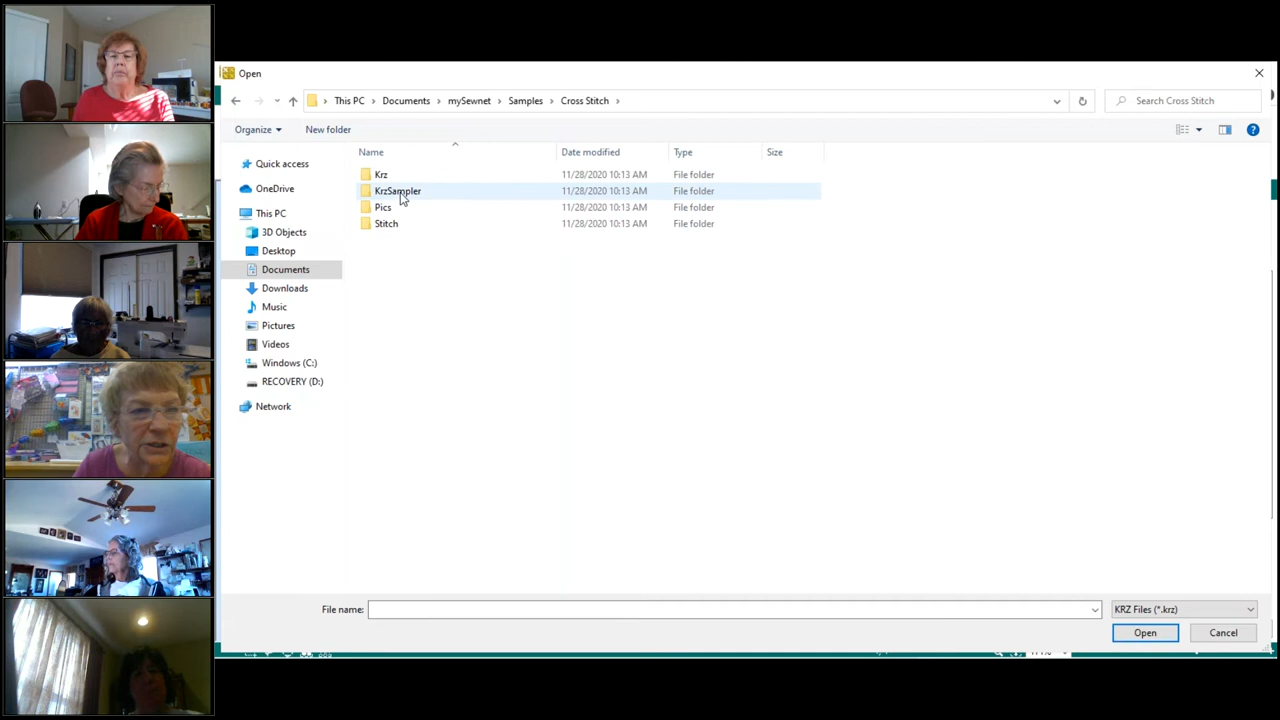 Open
This PC > Documents > mySewnet > Samples > Cross Stitch >
Search Cross Stitch
Organize
New folder
Name
Date modified
Type
Size
Quick access
OneDrive
This PC
3D Objects
Desktop
Documents
Downloads
Music
Pictures
Videos
Windows (C:)
RECOVERY (D:)
Network
Krz 11/28/2020 10:13 AM File folder
KrzSampler 11/28/2020 10:13 AM File folder
Pics 11/28/2020 10:13 AM File folder
Stitch 11/28/2020 10:13 AM File folder
File name:
KRZ Files (*.krz)
Open
Cancel